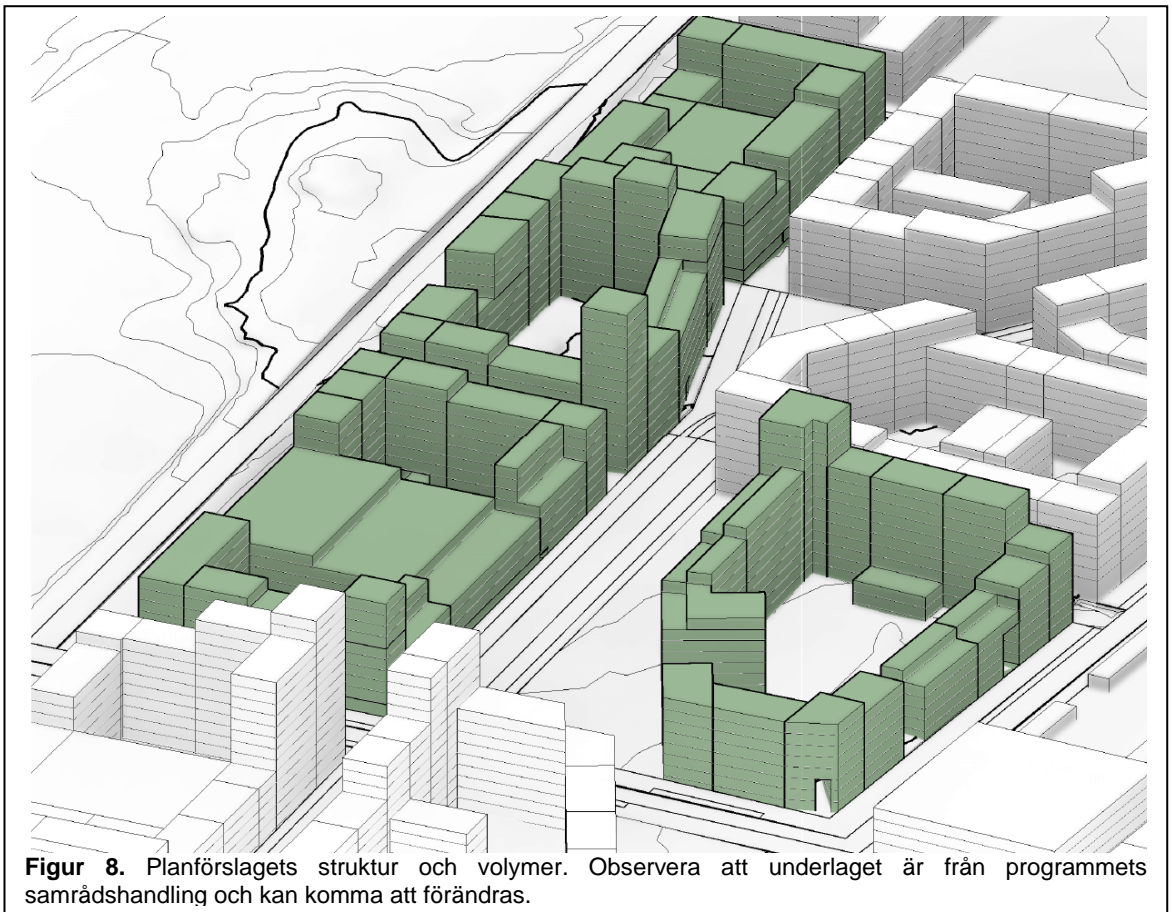 Figur 8. Planförslagets struktur och volymer. Observera att underlaget är från programmets
samrådshandling och kan komma att förändras.